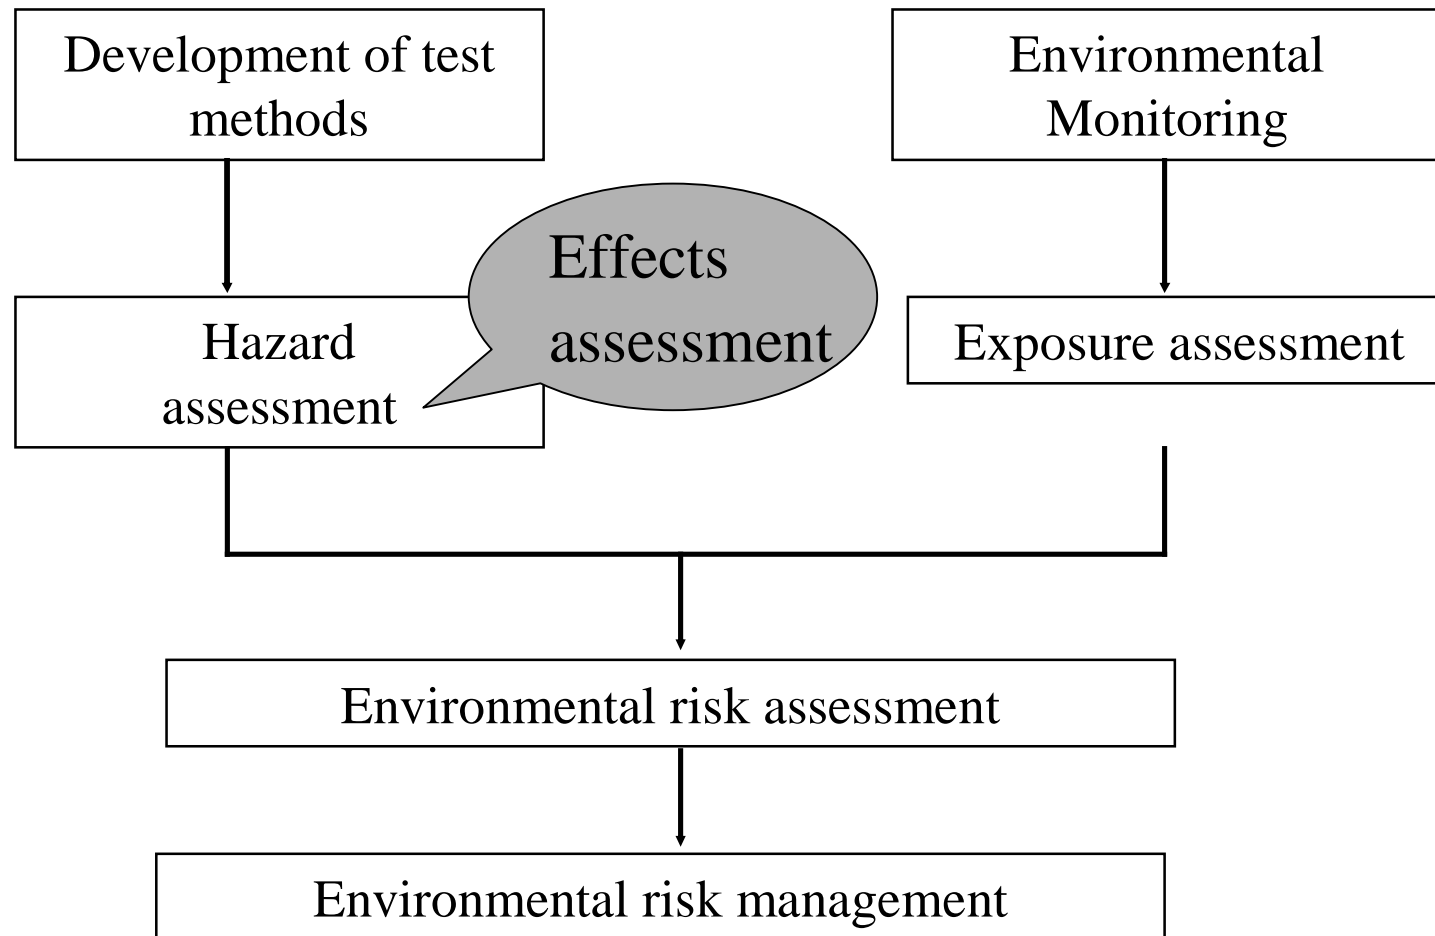 Development of test
methods
Environmental
Monitoring
Effects
assessment
Hazard
assessment
Exposure assessment
Environmental risk assessment
Environmental risk management